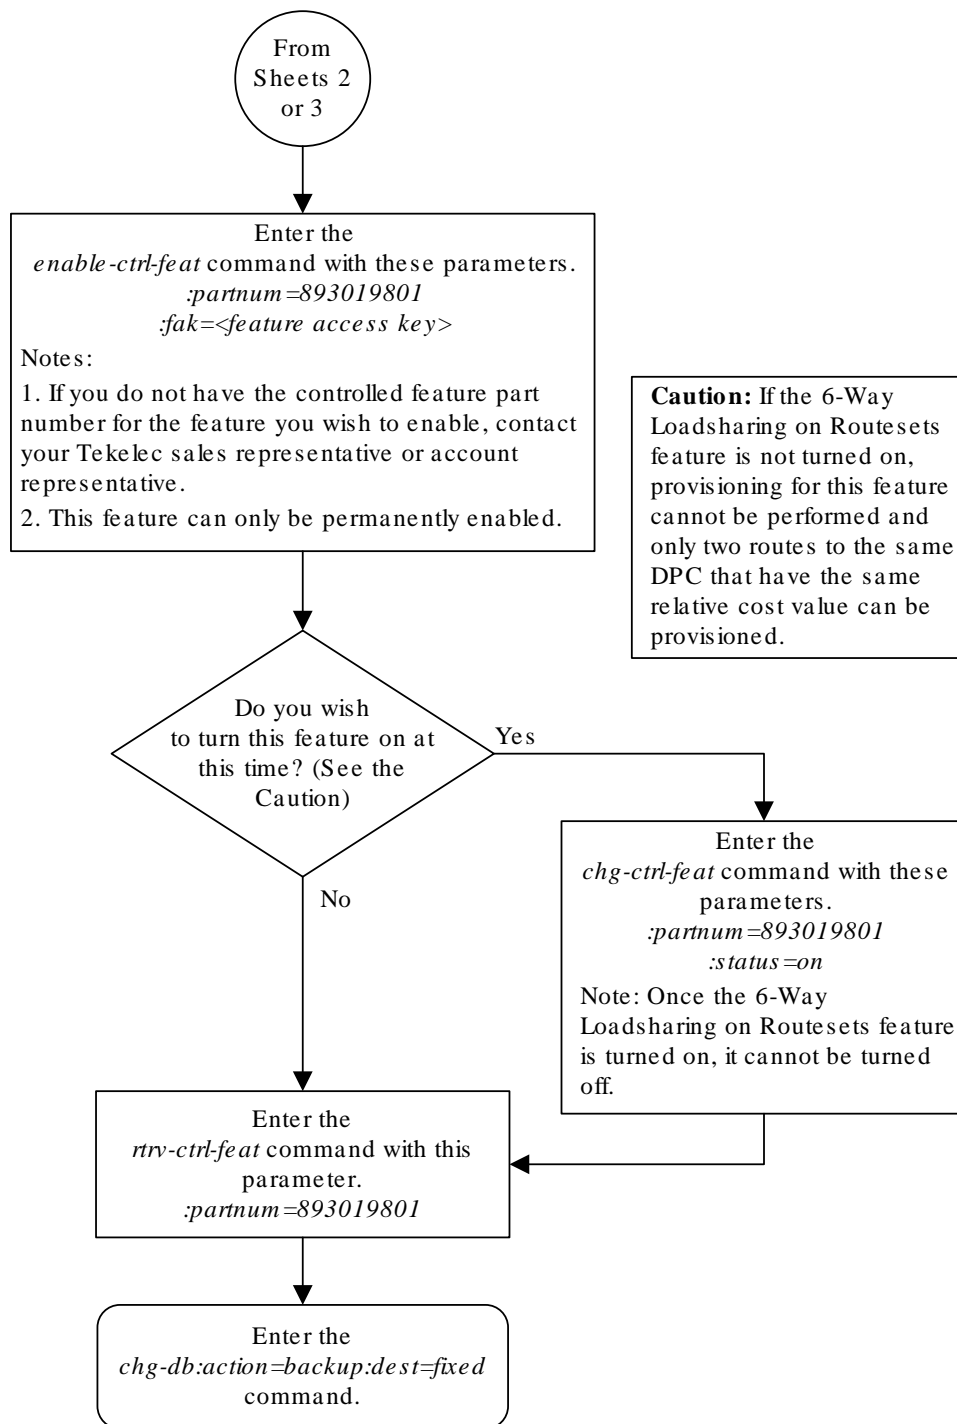 From
Sheets 2
or 3
Enter the
enable-ctrl-feat command with these parameters.
:partnum=893019801
:fak=<feature access key>
Notes:
1. If you do not have the controlled feature part
number for the feature you wish to enable, contact
your Tekelec sales representative or account
representative.
2. This feature can only be permanently enabled.
Caution: If the 6-Way
Loadsharing on Routesets
feature is not turned on,
provisioning for this feature
cannot be performed and
only two routes to the same
DPC that have the same
relative cost value can be
provisioned.
Do you wish
to turn this feature on at
this time? (See the
Caution)
Yes
No
Enter the
chg-ctrl-feat command with these
parameters.
:partnum=893019801
:status=on
Note: Once the 6-Way
Loadsharing on Routesets feature
is turned on, it cannot be turned
off.
Enter the
rtrv-ctrl-feat command with this
parameter.
:partnum=893019801
Enter the
chg-db:action=backup:dest=fixed
command.